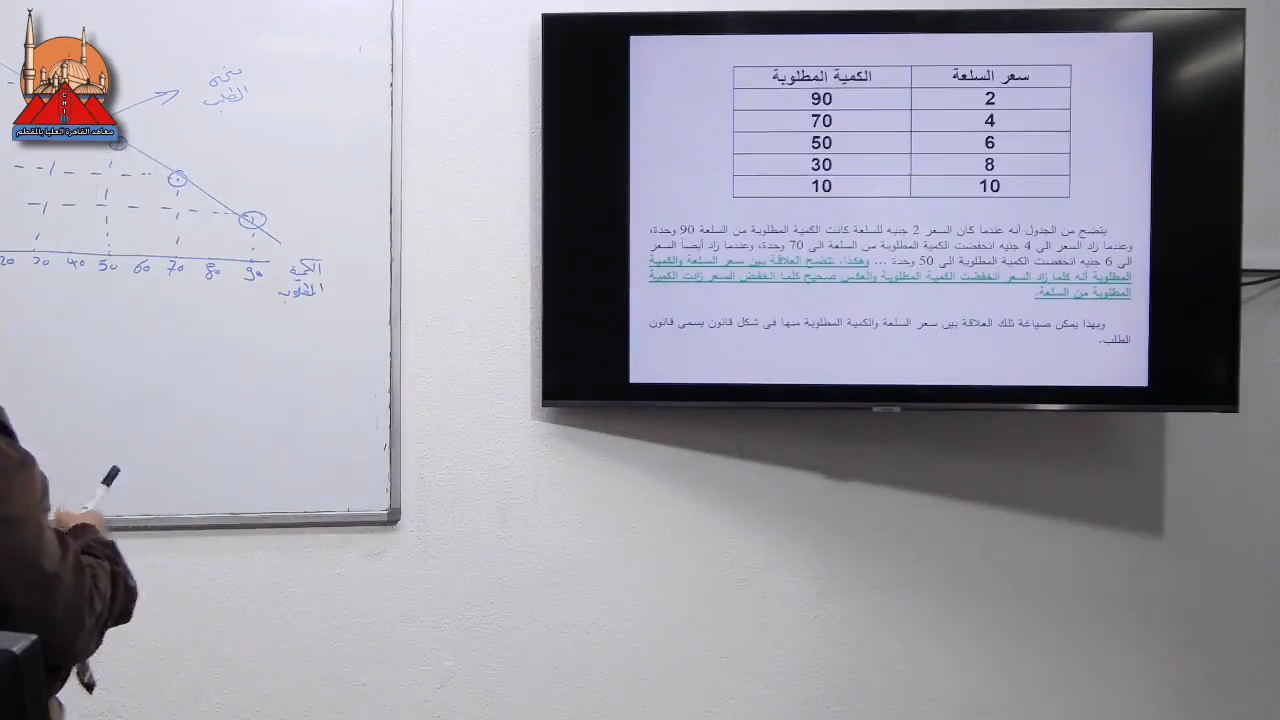 معاهد القاهرة العليا بالمقطم
CHI
منحنى
الطلب
20 30 40 50 60 70 80 90
الكمية
المطلوبة
سعر السلعة الكمية المطلوبة
2 90
4 70
6 50
8 30
10 10
يتضح من الجدول أنه عندما كان السعر 2 جنيه للسلعة كانت الكمية المطلوبة من السلعة 90 وحدة،
وعندما زاد السعر الى 4 جنيه انخفضت الكمية المطلوبة من السلعة الى 70 وحدة، وعندما زاد أيضاً السعر
الى 6 جنيه انخفضت الكمية المطلوبة الى 50 وحدة ... وهكذا، تتضح العلاقة بين سعر السلعة والكمية
المطلوبة أنه كلما زاد السعر انخفضت الكمية المطلوبة والعكس صحيح كلما انخفض السعر زادت الكمية
المطلوبة من السلعة.
وبهذا يمكن صياغة تلك العلاقة بين سعر السلعة والكمية المطلوبة منها في شكل قانون يسمى قانون
الطلب.